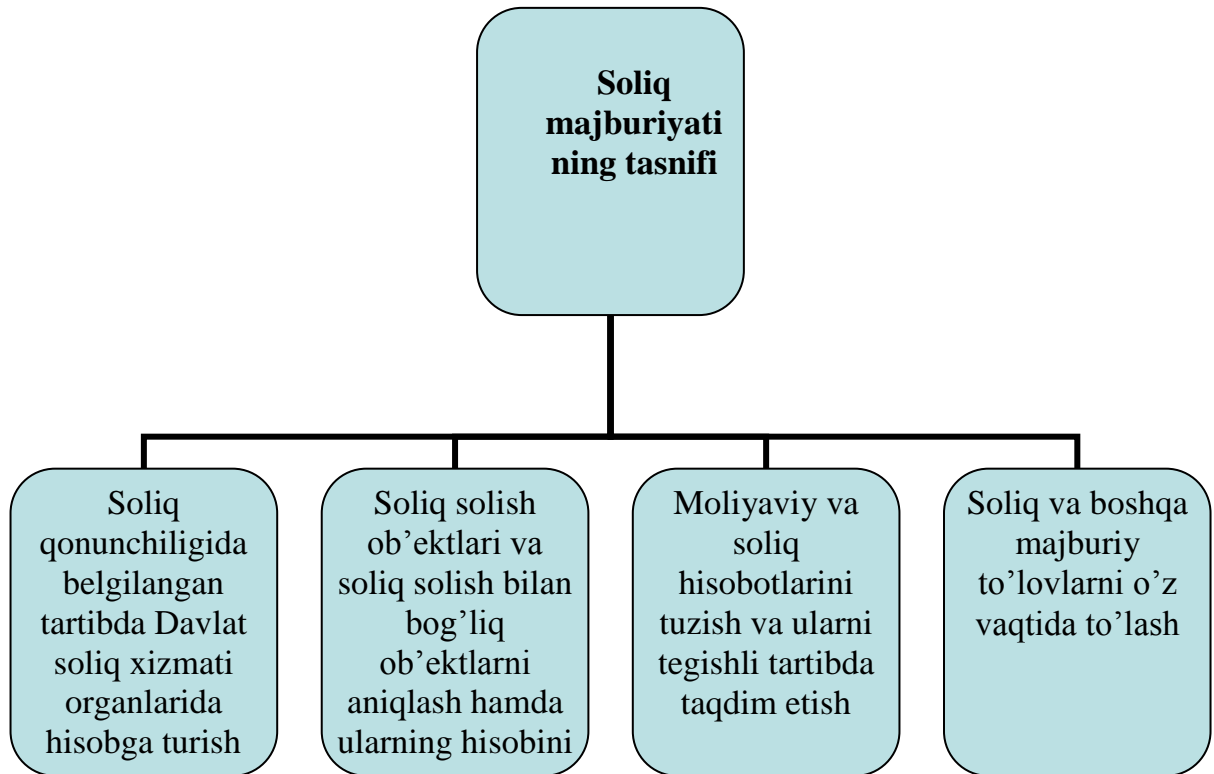 Soliq
majburiyati
ning tasnifi
Soliq
qonunchiligida
belgilangan
tartibda Davlat
soliq xizmati
organlarida
hisobga turish
Soliq solish
ob’ektlari va
soliq solish bilan
bog’liq
ob’ektlarni
aniqlash hamda
ularning hisobini
Moliyaviy va
soliq
hisobotlarini
tuzish va ularni
tegishli tartibda
taqdim etish
Soliq va boshqa
majburiy
to’lovlarni o’z
vaqtida to’lash